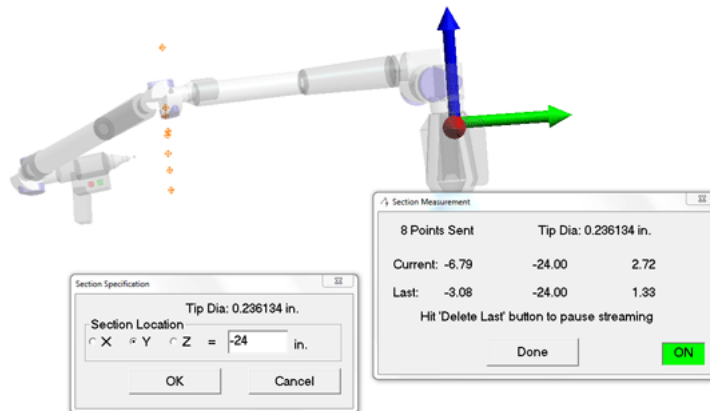 Section Measurement
8 Points Sent Tip Dia: 0.236134 in.
Current: -6.79 -24.00 2.72
Last: -3.08 -24.00 1.33
Hit 'Delete Last' button to pause streaming
Done ON
Section Specification
Tip Dia: 0.236134 in.
Section Location
X Y Z = -24 in.
OK Cancel